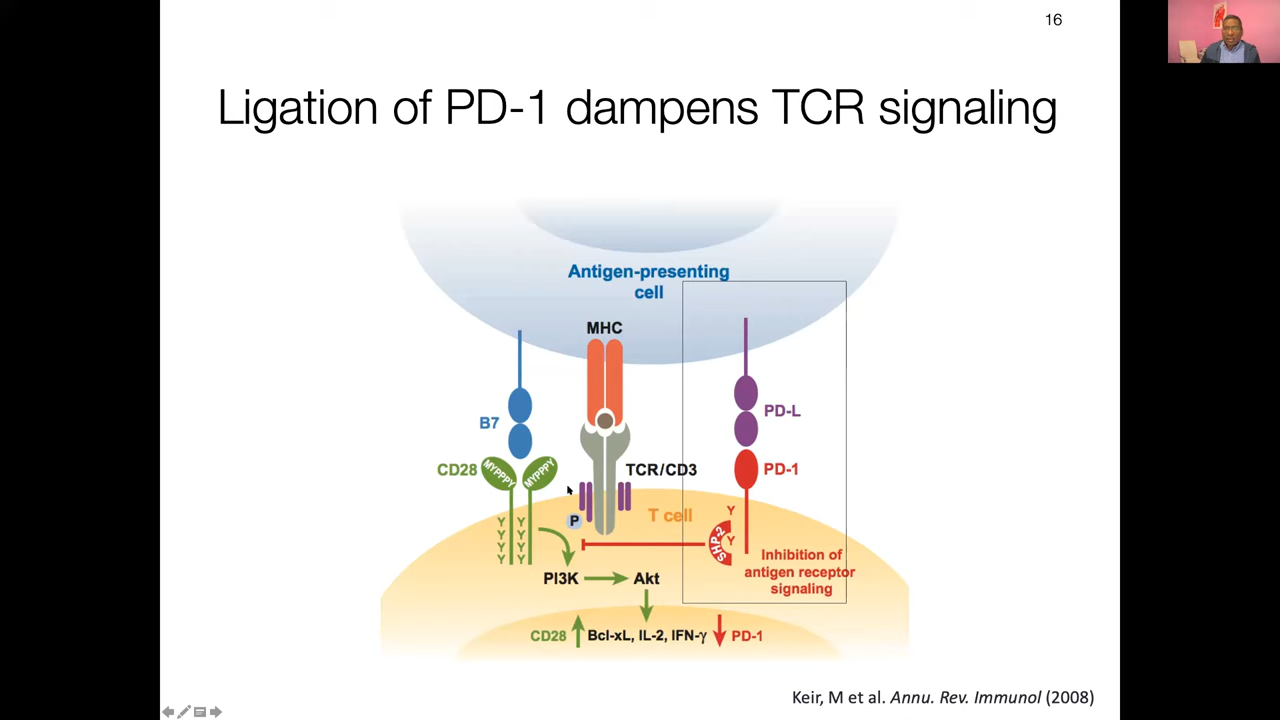 16
Ligation of PD-1 dampens TCR signaling
Antigen-presenting
cell
MHC
B7
PD-L
CD28
MYPPPY
MYPPPY
TCR/CD3
PD-1
P
T cell
Y
Y
Y
Y
Y
Y
Y
Y
Y
Y
SHP-2
Inhibition of
antigen receptor
signaling
PI3K
Akt
CD28
Bcl-xL, IL-2, IFN-γ
PD-1
Keir, M et al. Annu. Rev. Immunol (2008)